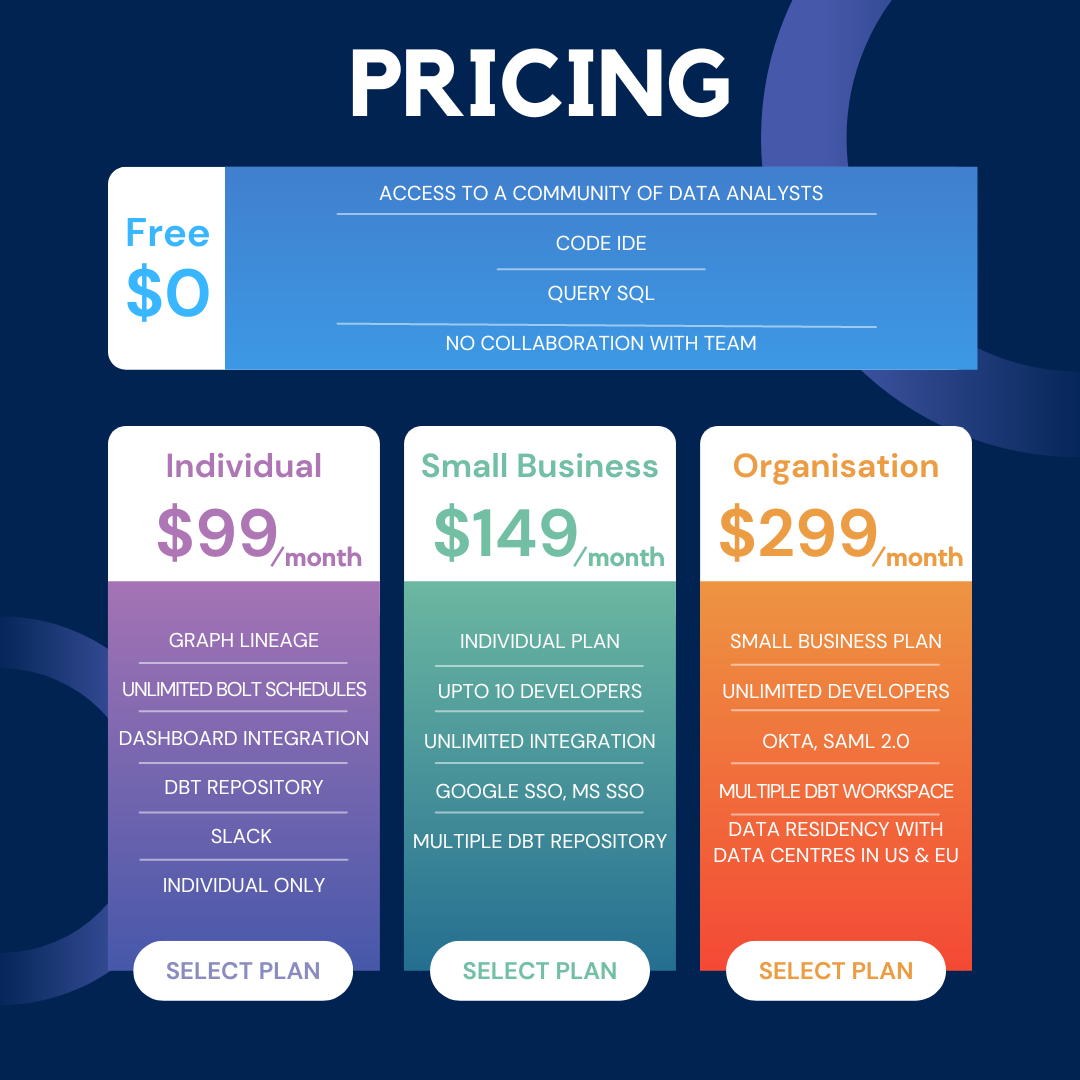 PRICING
Free
$0
ACCESS TO A COMMUNITY OF DATA ANALYSTS
CODE IDE
QUERY SQL
NO COLLABORATION WITH TEAM
Individual
$99/month
GRAPH LINEAGE
UNLIMITED BOLT SCHEDULES
DASHBOARD INTEGRATION
DBT REPOSITORY
SLACK
INDIVIDUAL ONLY
SELECT PLAN
Small Business
$149/month
INDIVIDUAL PLAN
UPTO 10 DEVELOPERS
UNLIMITED INTEGRATION
GOOGLE SSO, MS SSO
MULTIPLE DBT REPOSITORY
SELECT PLAN
Organisation
$299/month
SMALL BUSINESS PLAN
UNLIMITED DEVELOPERS
OKTA, SAML 2.0
MULTIPLE DBT WORKSPACE
DATA RESIDENCY WITH
DATA CENTRES IN US & EU
SELECT PLAN